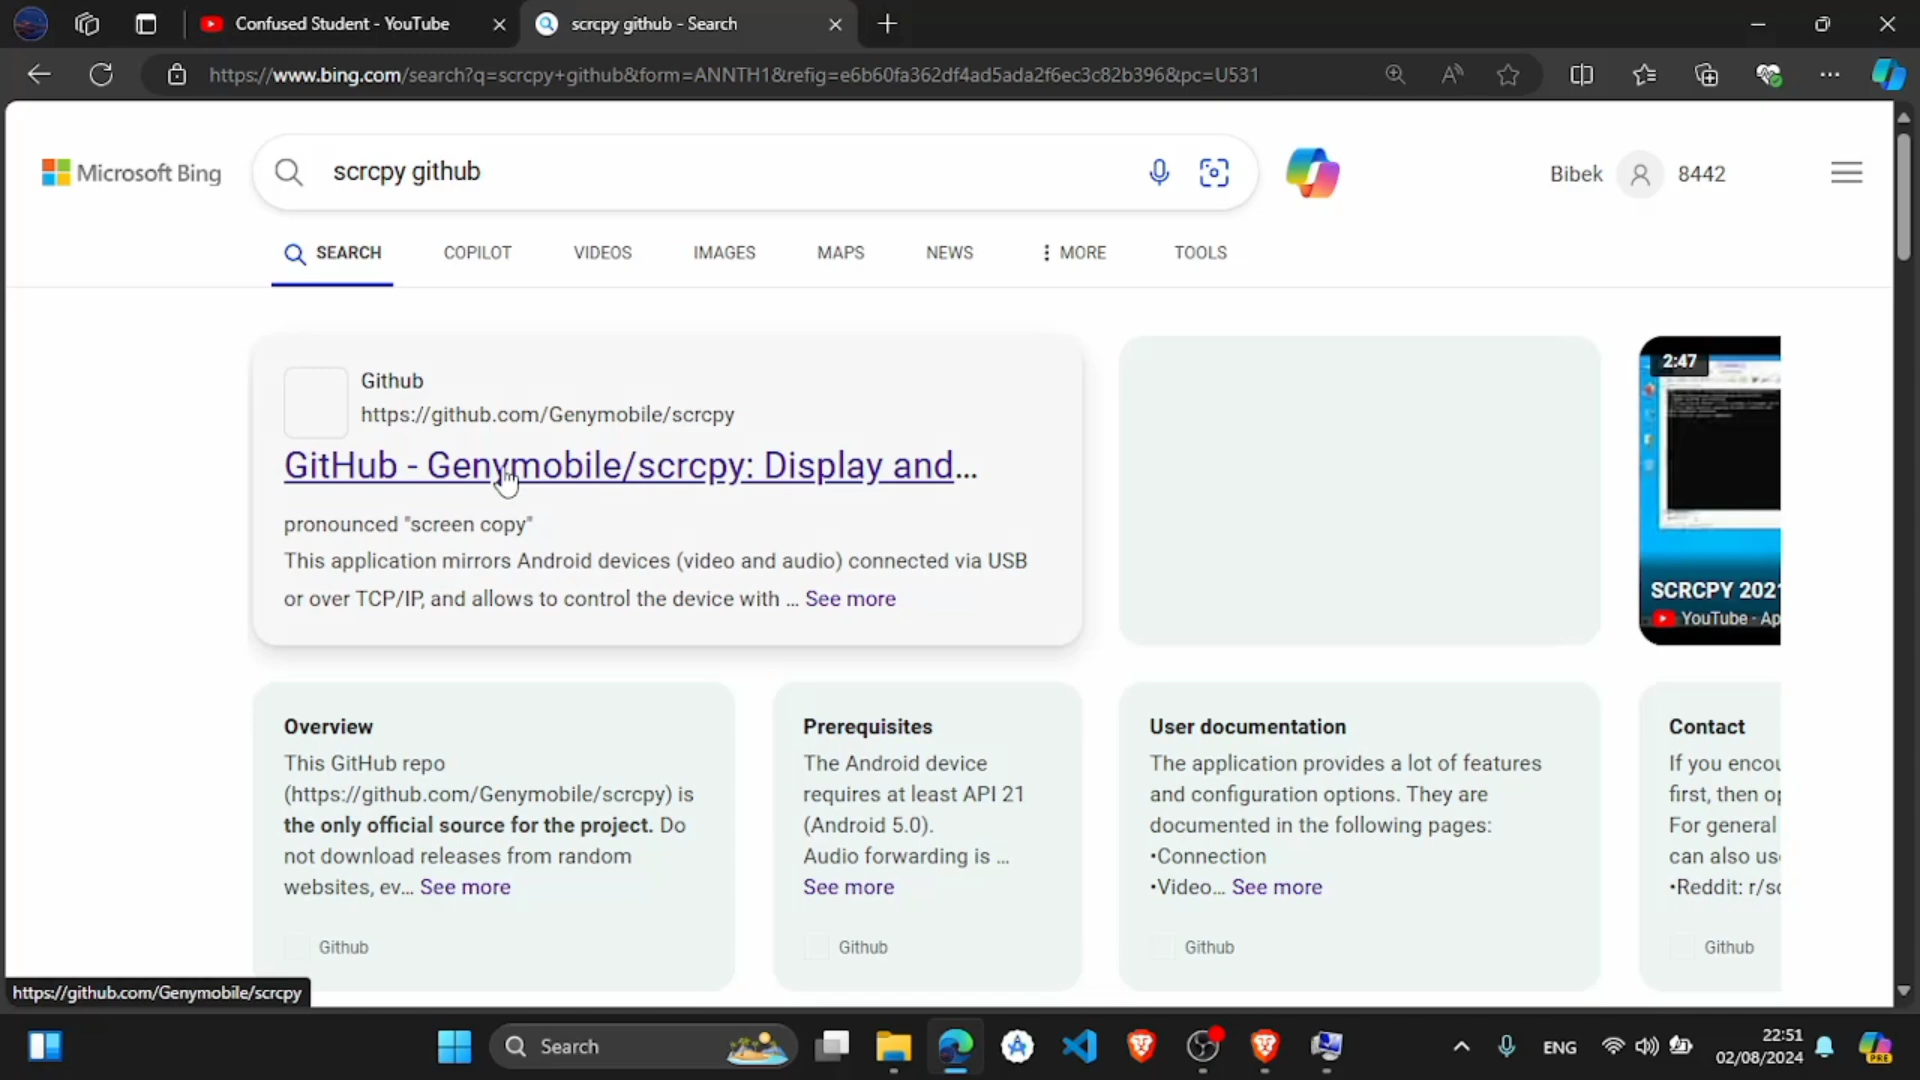 Confused Student - YouTube
scrcpy github - Search
https://www.bing.com/search?q=scrcpy+github&form=ANNTH1&refig=e6b60fa362df4ad5ada2f6ec3c82b396&pc=U531
Microsoft Bing
scrcpy github
Bibek
8442
SEARCH
COPILOT
VIDEOS
IMAGES
MAPS
NEWS
MORE
TOOLS
Github
https://github.com/Genymobile/scrcpy
GitHub - Genymobile/scrcpy: Display and...
pronounced "screen copy"
This application mirrors Android devices (video and audio) connected via USB
or over TCP/IP, and allows to control the device with ... See more
2:47
SCRCPY 202
YouTube · Ap
Overview
This GitHub repo
(https://github.com/Genymobile/scrcpy) is
the only official source for the project. Do
not download releases from random
websites, ev... See more
Github
Prerequisites
The Android device
requires at least API 21
(Android 5.0).
Audio forwarding is ...
See more
Github
User documentation
The application provides a lot of features
and configuration options. They are
documented in the following pages:
•Connection
•Video... See more
Github
Contact
If you encou
first, then op
For general
can also us
•Reddit: r/sc
Github
https://github.com/Genymobile/scrcpy
Search
ENG
22:51
02/08/2024
PRE